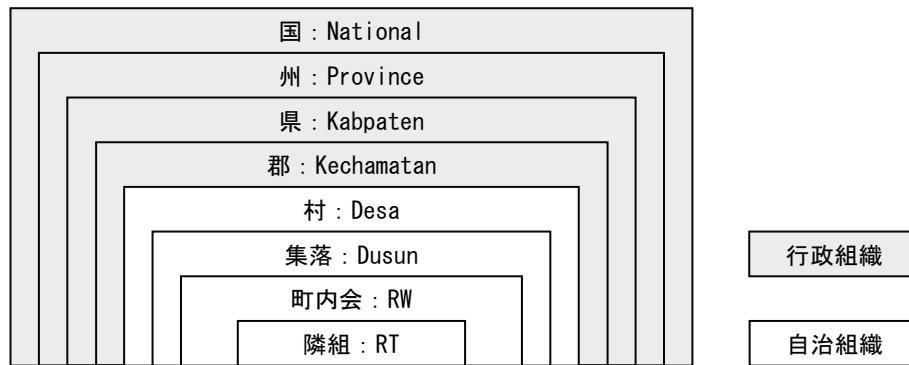 国：National
州：Province
県：Kabpaten
郡：Kechamatan
村：Desa
集落：Dusun
行政組織
町内会：RW
隣組：RT
自治組織